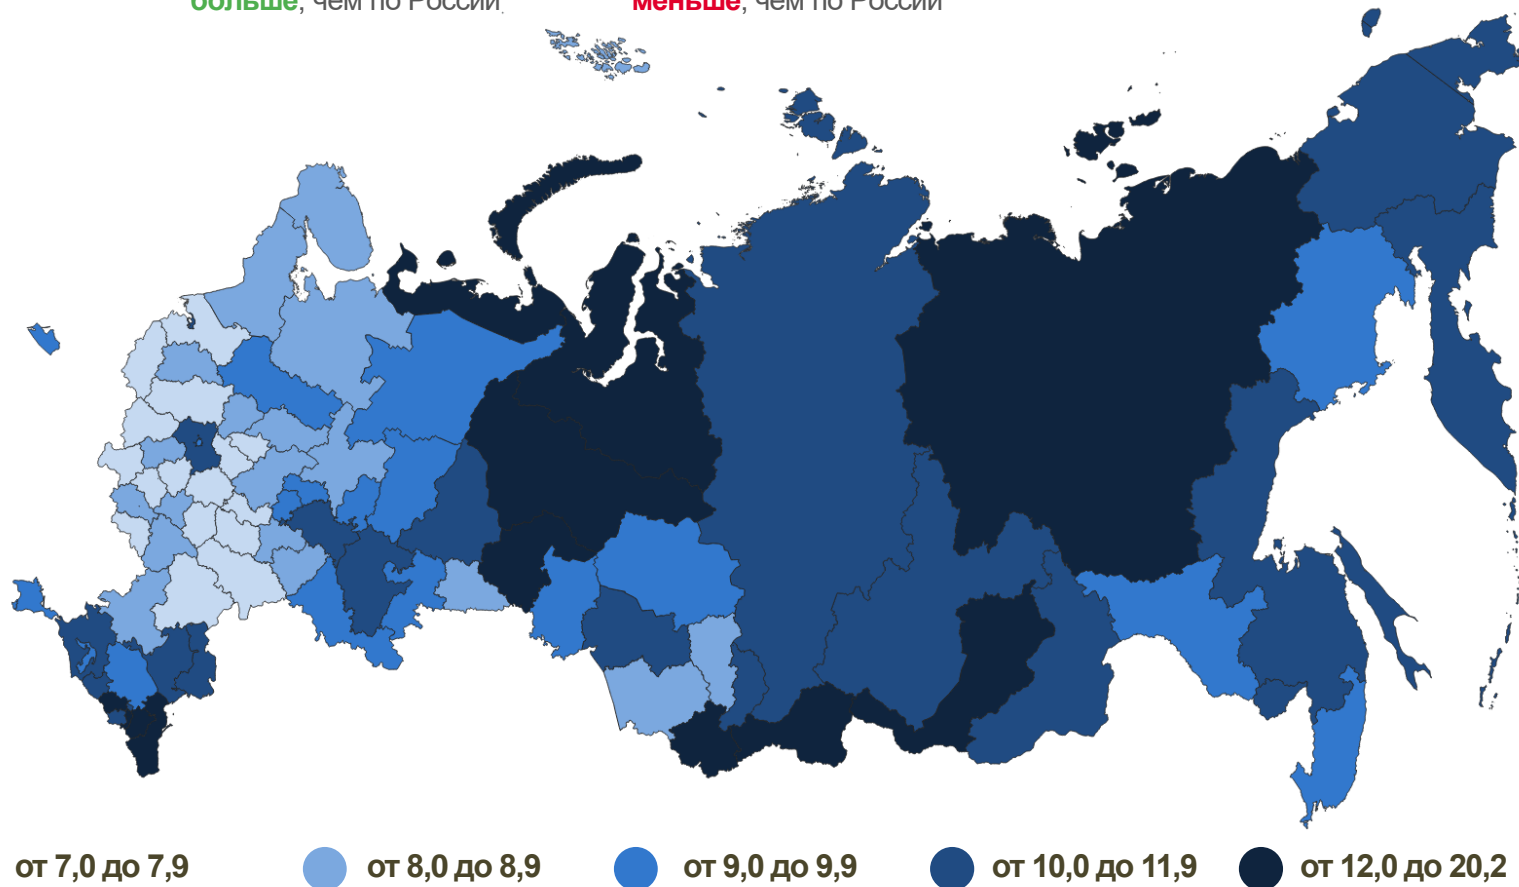 больше, чем по России
меньше, чем по России
от 7,0 до 7,9
от 8,0 до 8,9
от 9,0 до 9,9
от 10,0 до 11,9
от 12,0 до 20,2